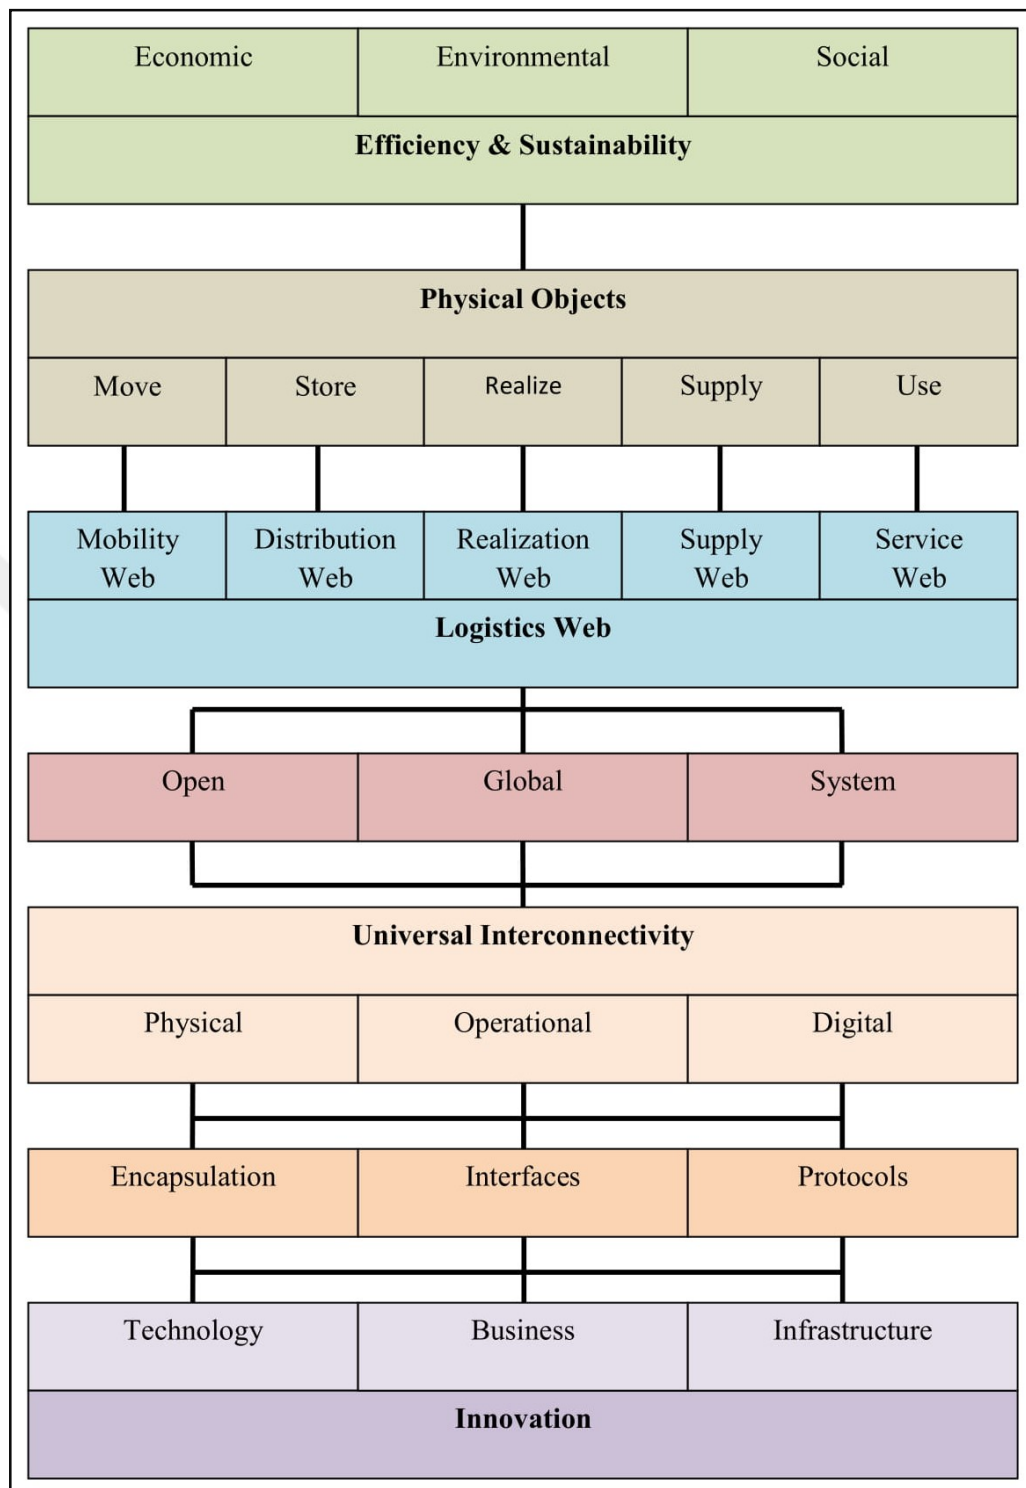 Economic Environmental Social
Efficiency & Sustainability
Physical Objects
Move Store Realize Supply Use
Mobility Web Distribution Web Realization Web Supply Web Service Web
Logistics Web
Open Global System
Universal Interconnectivity
Physical Operational Digital
Encapsulation Interfaces Protocols
Technology Business Infrastructure
Innovation